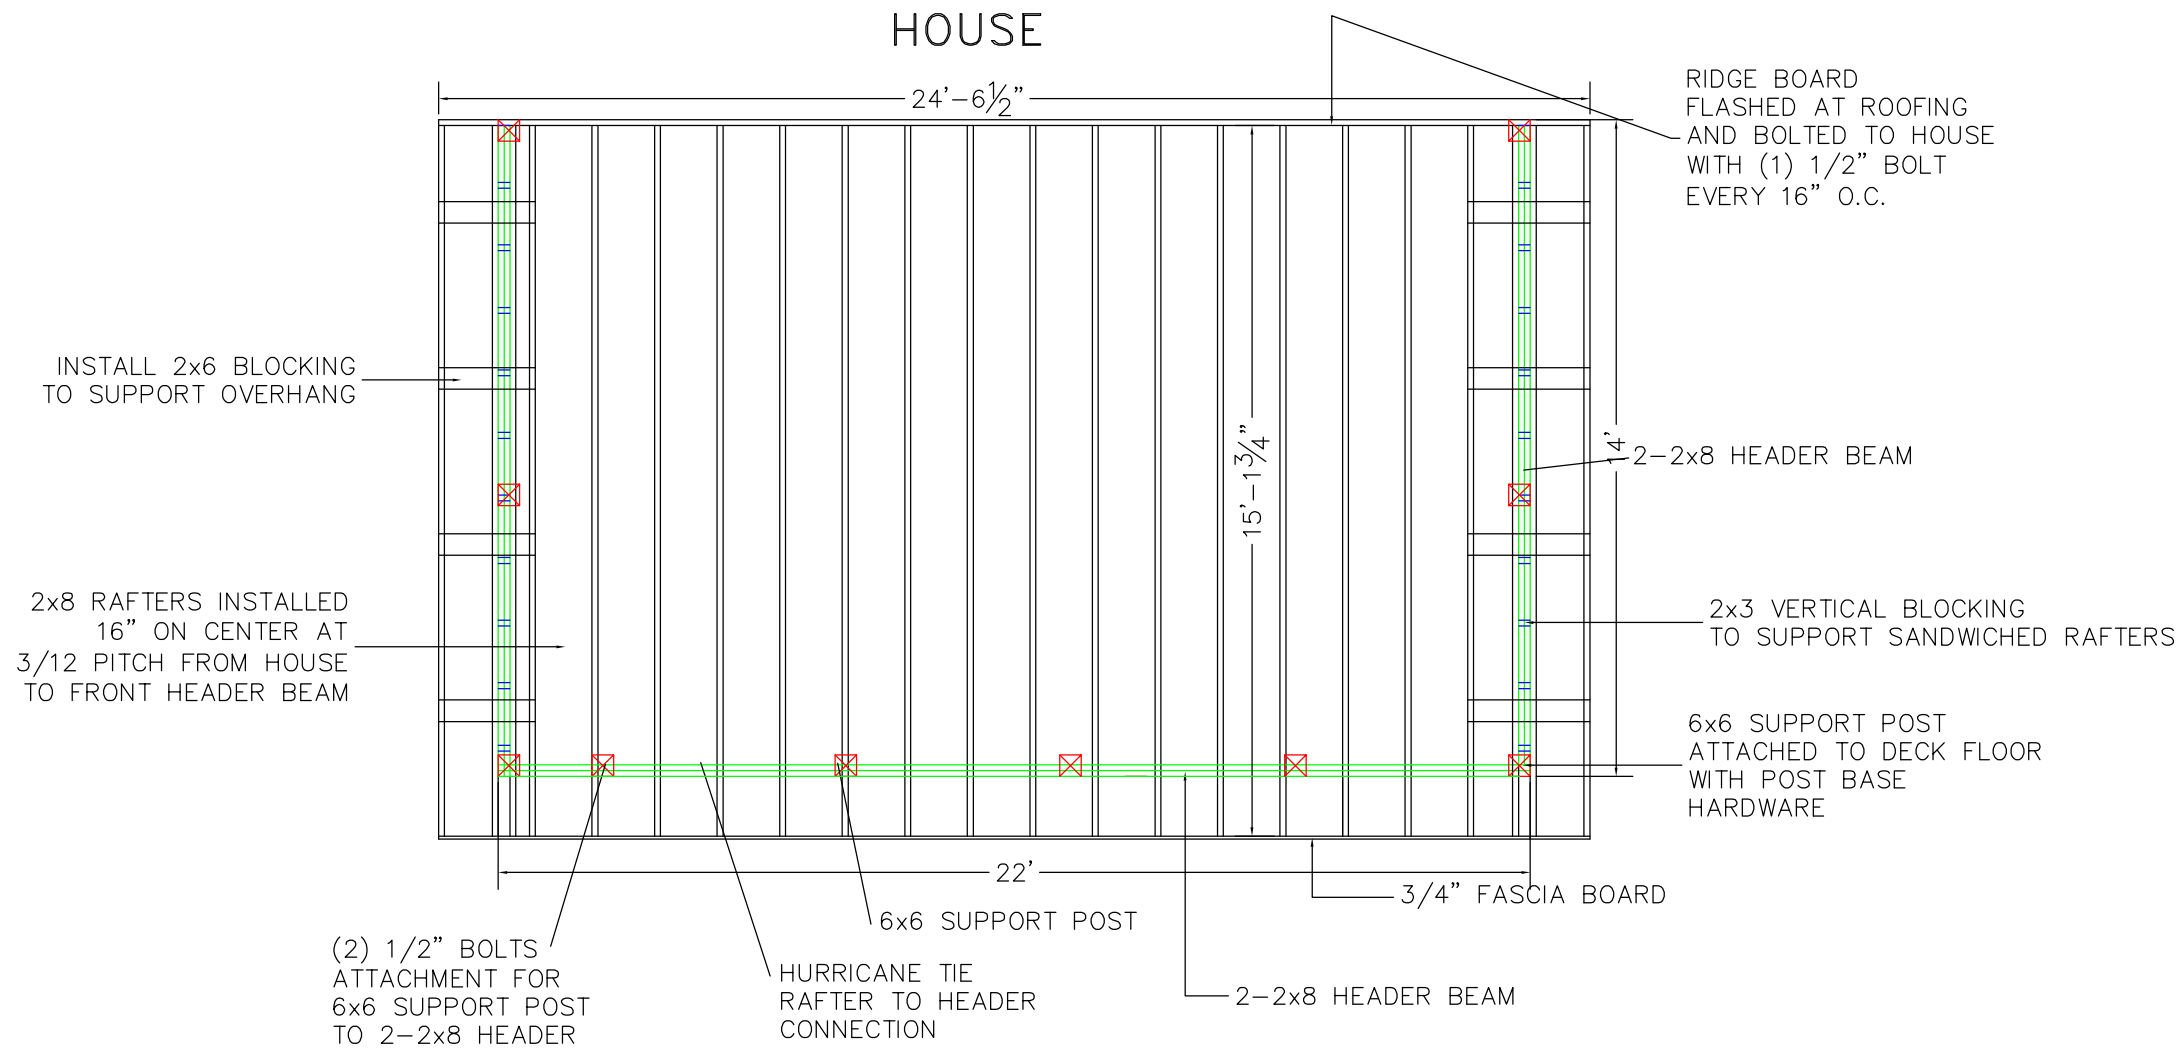 HOUSE
24'-6½"
RIDGE BOARD
FLASHED AT ROOFING
AND BOLTED TO HOUSE
WITH (1) 1/2" BOLT
EVERY 16" O.C.
INSTALL 2x6 BLOCKING
TO SUPPORT OVERHANG
15'-1¾"
14'
2-2x8 HEADER BEAM
2x8 RAFTERS INSTALLED
16" ON CENTER AT
3/12 PITCH FROM HOUSE
TO FRONT HEADER BEAM
2x3 VERTICAL BLOCKING
TO SUPPORT SANDWICHED RAFTERS
6x6 SUPPORT POST
ATTACHED TO DECK FLOOR
WITH POST BASE
HARDWARE
22'
3/4" FASCIA BOARD
6x6 SUPPORT POST
(2) 1/2" BOLTS
ATTACHMENT FOR
6x6 SUPPORT POST
TO 2-2x8 HEADER
HURRICANE TIE
RAFTER TO HEADER
CONNECTION
2-2x8 HEADER BEAM